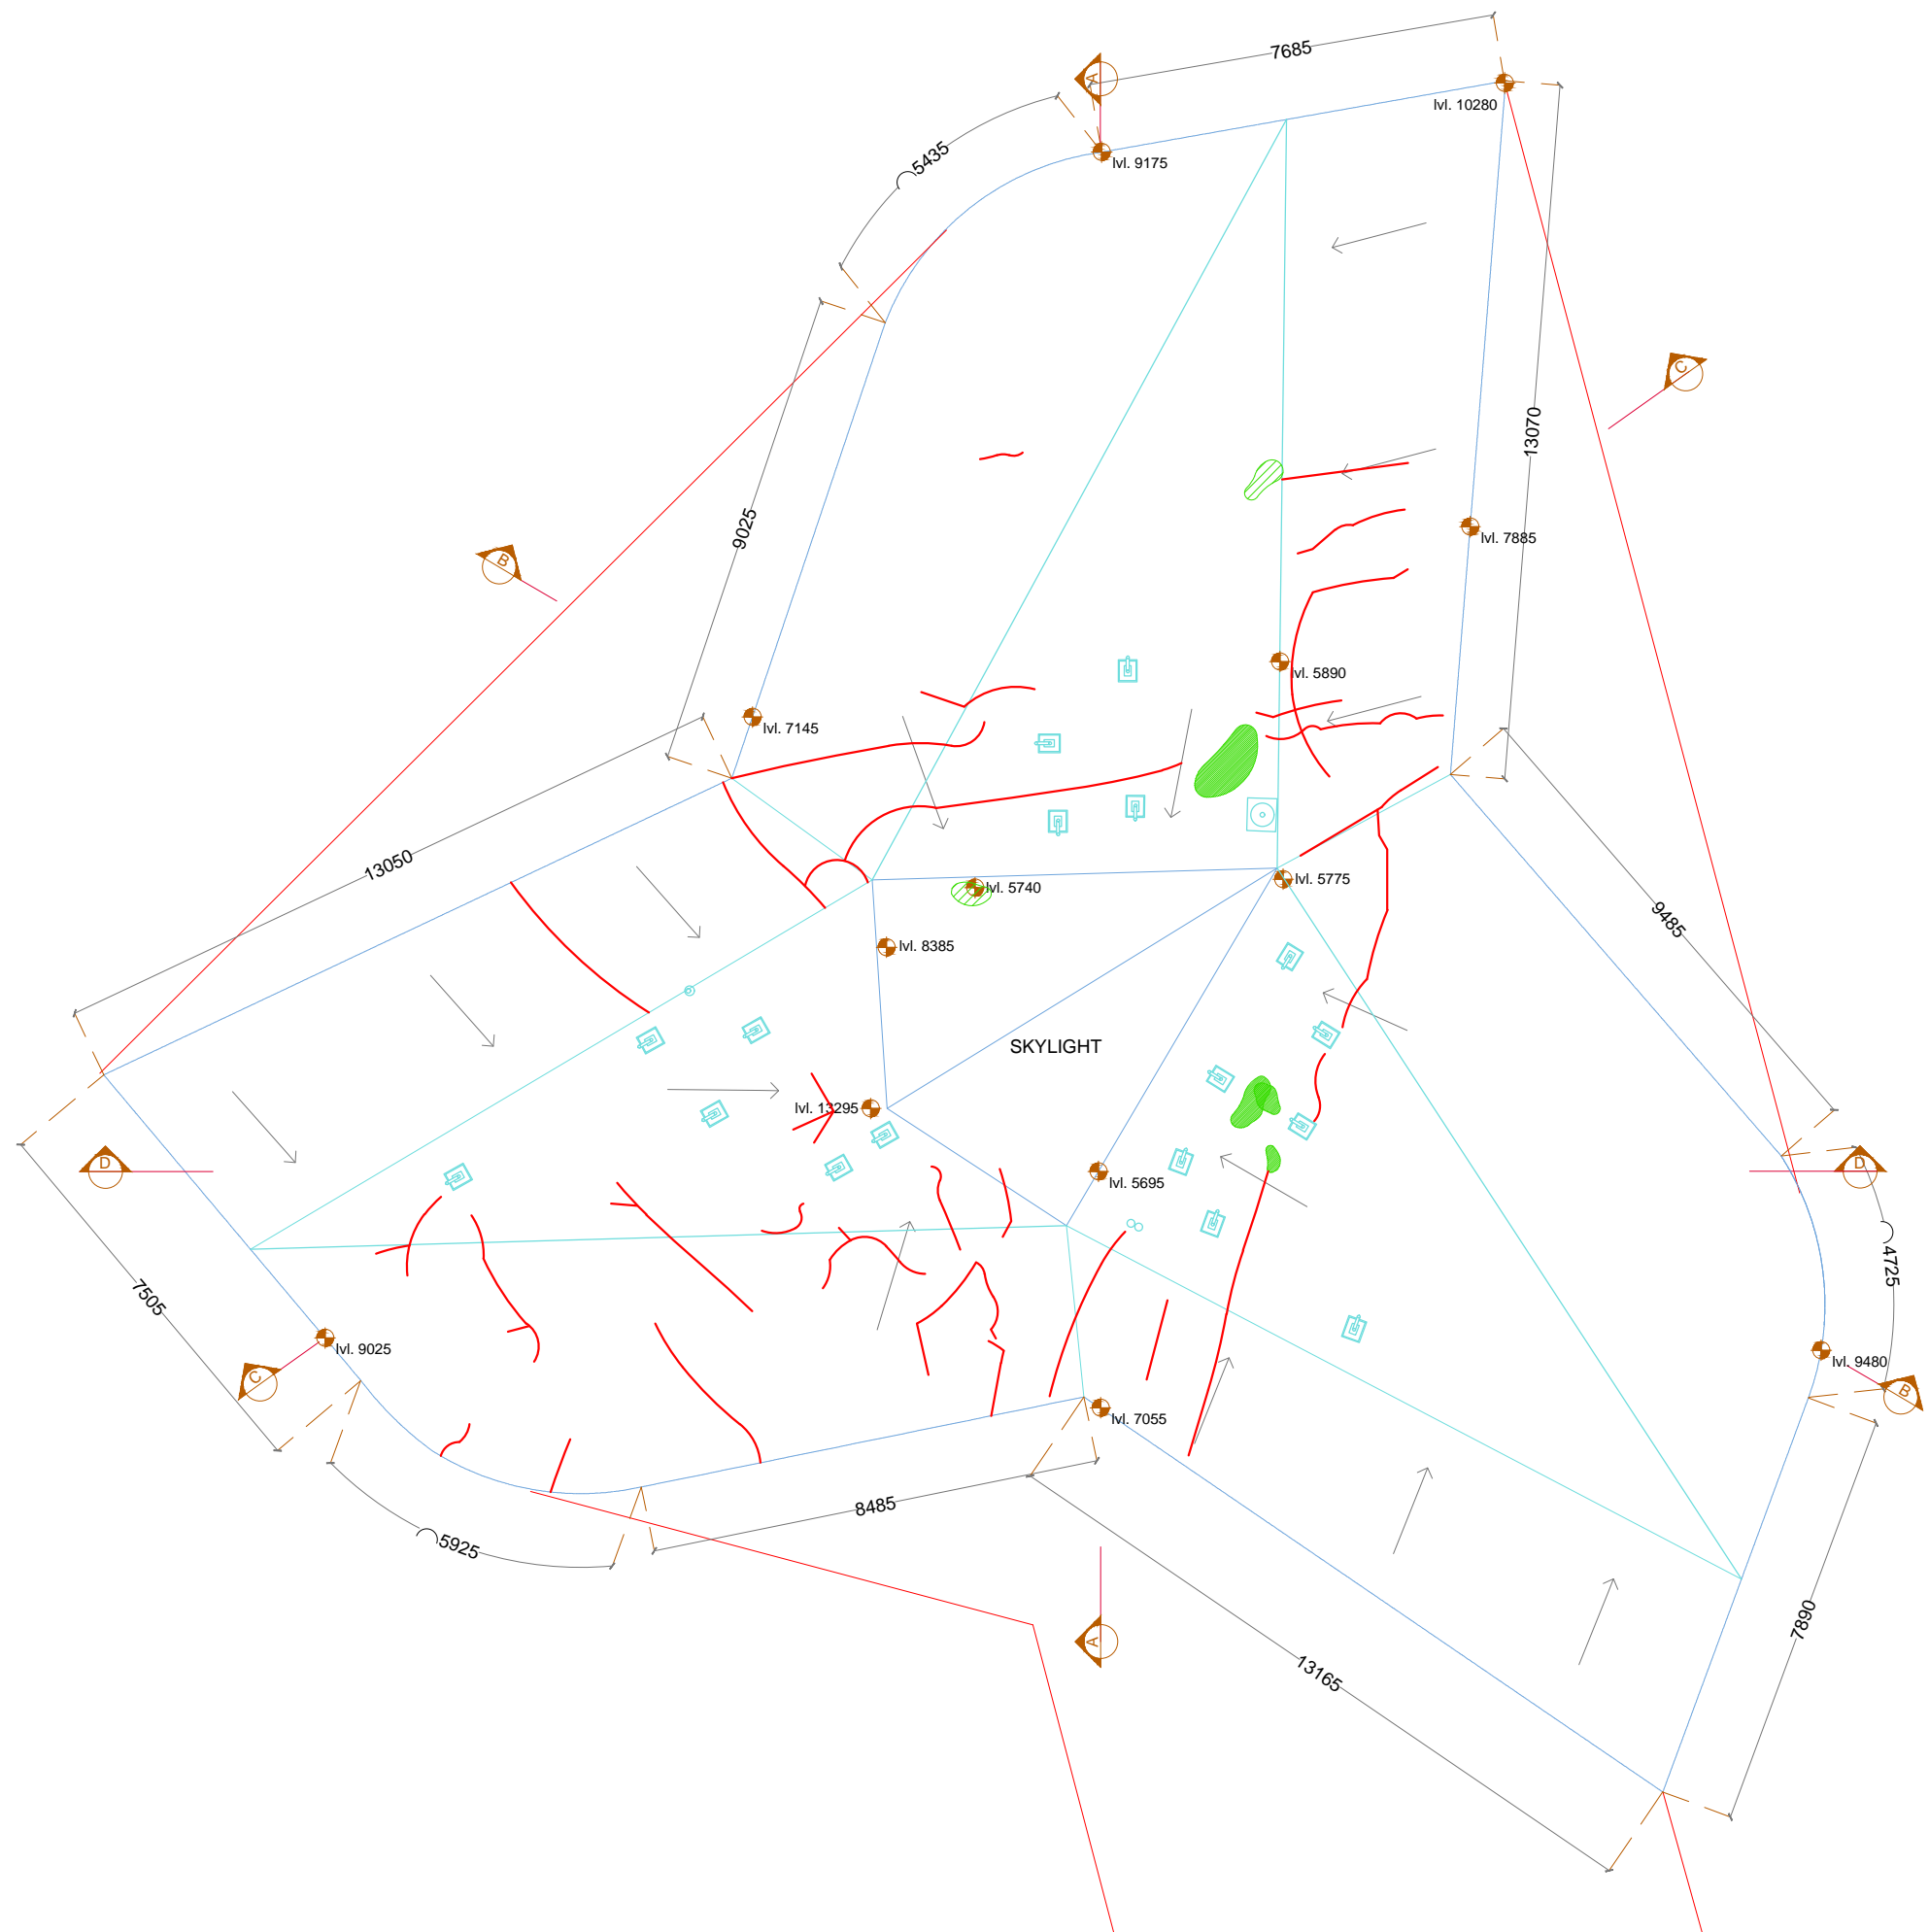 7685
A
lvl. 10280
5435
lvl. 9175
C
13070
9025
B
lvl. 7885
lvl. 5890
lvl. 7145
13050
lvl. 5775
lvl. 5740
9485
lvl. 8385
SKYLIGHT
lvl. 13295
D
D
lvl. 5695
4725
7505
lvl. 9025
lvl. 9480
C
B
lvl. 7055
8485
5925
7890
A
13165